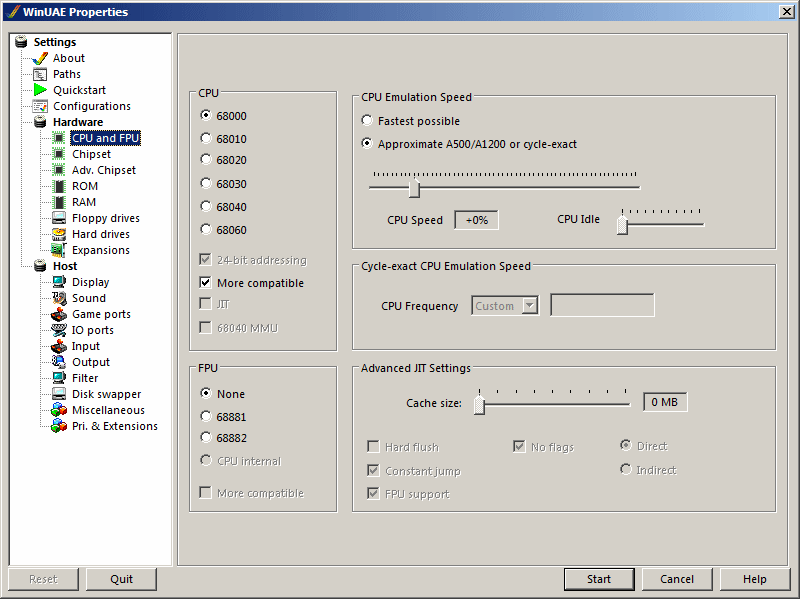 WinUAE Properties
Settings
About
Paths
Quickstart
Configurations
Hardware
CPU and FPU
Chipset
Adv. Chipset
ROM
RAM
Floppy drives
Hard drives
Expansions
Host
Display
Sound
Game ports
IO ports
Input
Output
Filter
Disk swapper
Miscellaneous
Pri. & Extensions
CPU
68000
68010
68020
68030
68040
68060
24-bit addressing
More compatible
JIT
68040 MMU
FPU
None
68881
68882
CPU internal
More compatible
CPU Emulation Speed
Fastest possible
Approximate A500/A1200 or cycle-exact
CPU Speed +0% CPU Idle
Cycle-exact CPU Emulation Speed
CPU Frequency Custom
Advanced JIT Settings
Cache size: 0 MB
Hard flush No flags Direct
Constant jump Indirect
FPU support
Reset Quit Start Cancel Help